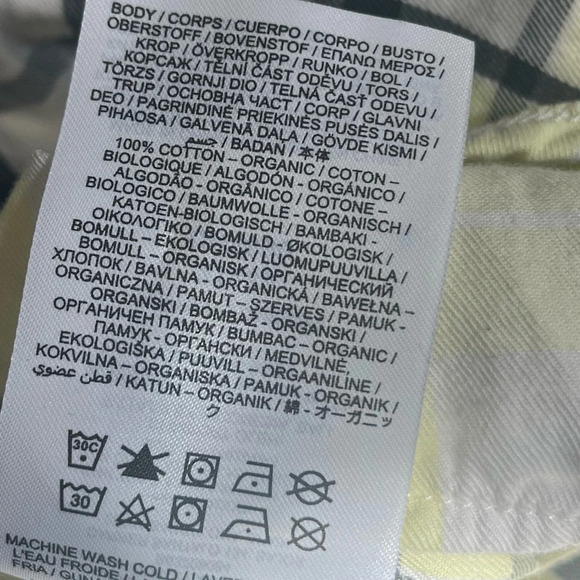 BODY / CORPS / CUERPO / CORPO / BUSTO /
OBERSTOFF / BOVENSTOF / ΕΠΑΝΩ ΜΕΡΟΣ /
KROP / ÖVERKROPP / RUNKO / BOL /
КОРСАЖ / TĚLNÍ ČÁST ODĚVU / TORS /
TÖRZS / GORNJI DIO / TELNÁ ČASŤ ODEVU /
TRUP / ОСНОВНА ЧАСТ / CORP / GLAVNI
DEO / PAGRINDINĖ PRIEKINĖS PUSĖS DALIS /
PIHAOSA / GALVENĀ DAĻA / GÖVDE KISMI /
جسم / BADAN / 本体
100% COTTON – ORGANIC / COTON –
BIOLOGIQUE / ALGODÓN - ORGÁNICO /
ALGODÃO - ORGÂNICO / COTONE –
BIOLOGICO / BAUMWOLLE - ORGANISCH /
KATOEN-BIOLOGISCH / ΒΑΜΒΑΚΙ -
ΟΙΚΟΛΟΓΙΚΟ / BOMULD - ØKOLOGISK /
BOMULL – EKOLOGISK / LUOMUPUUVILLA /
BOMULL – ORGANISK / ОРГАНИЧЕСКИЙ
ХЛОПОК / BAVLNA - ORGANICKÁ / BAWEŁNA –
ORGANICZNA / PAMUT – SZERVES / PAMUK -
ORGANSKI / BOMBAŽ - ORGANSKI /
ОРГАНИЧЕН ПАМУК / BUMBAC – ORGANIC /
ПАМУК - ОРГАНСКИ / MEDVILNĖ,
EKOLOGIŠKA / PUUVILL - ORGAANILINE /
KOKVILNA – ORGANISKA / PAMUK - ORGANIK /
قطن عضوي / KATUN – ORGANIK / 綿 - オーガニッ
ク
30C
30
MACHINE WASH COLD / LAVER
L'EAU FROIDE /
FRIA /